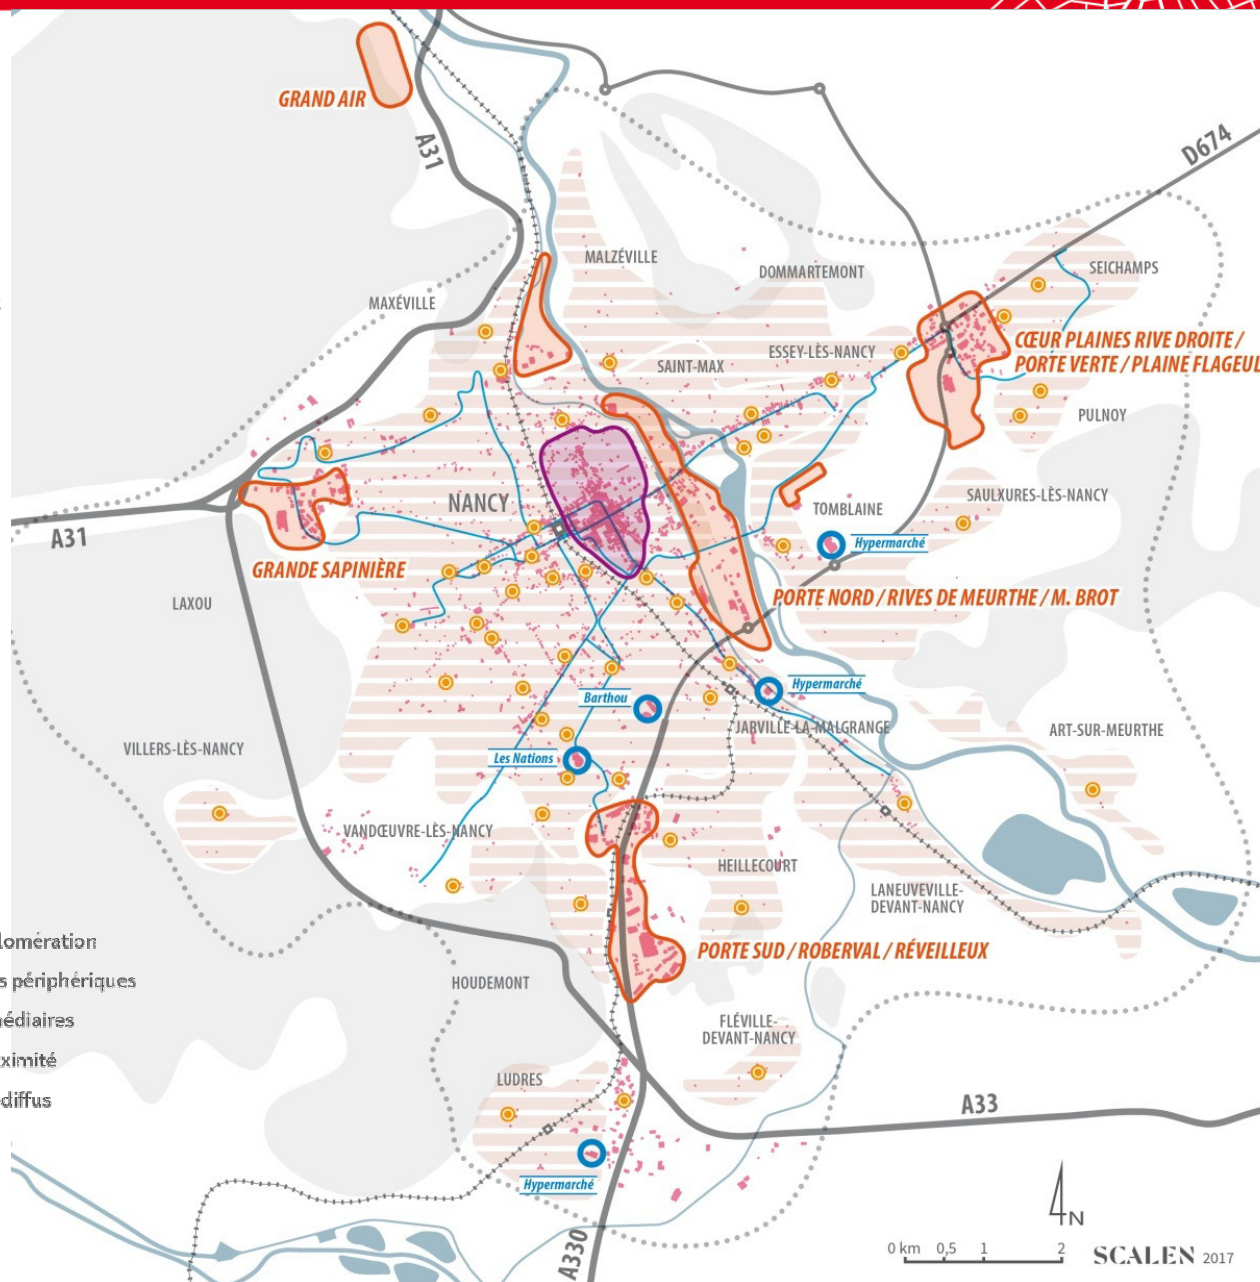 GRAND AIR
A31
D674
MALZÉVILLE
DOMMARTEMONT
SEICHAMPS
MAXÉVILLE
CŒUR PLAINES RIVE DROITE /
PORTE VERTE / PLAINE FLAGEUL
ESSEY-LÈS-NANCY
SAINT-MAX
PULNOY
NANCY
SAULXURES-LÈS-NANCY
TOMBLAINE
A31
Hypermarché
GRANDE SAPINIÈRE
LAXOU
PORTE NORD / RIVES DE MEURTHE / M. BROT
Hypermarché
Barthou
JARVILLE-LA-MALGRANGE
ART-SUR-MEURTHE
VILLERS-LÈS-NANCY
Les Nations
VANDŒUVRE-LÈS-NANCY
HEILLECOURT
LANEUVEVILLE-
DEVANT-NANCY
lomération
s périphériques
PORTE SUD / ROBERVAL / RÉVEILLEUX
HOUDEMONT
édiaires
FLÉVILLE-
DEVANT-NANCY
ximité
LUDRES
diffus
A33
Hypermarché
N
A330
0 km 0,5 1 2
SCALEN 2017